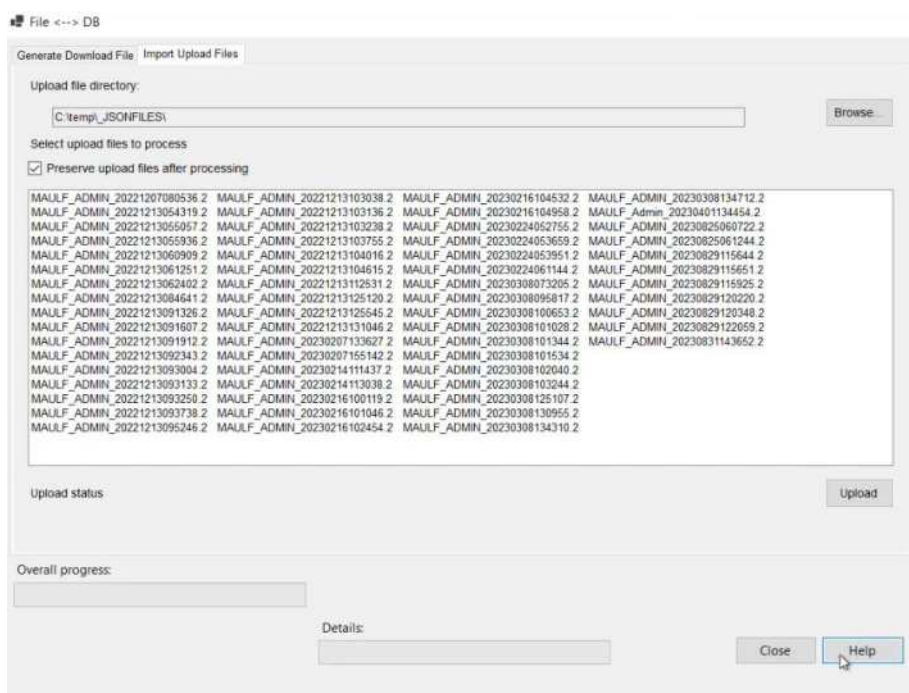 File <--> DB
Generate Download File Import Upload Files
Upload file directory:
C:\temp\_JSONFILES\ Browse...
Select upload files to process
Preserve upload files after processing
MAULF_ADMIN_20221207080536.2 MAULF_ADMIN_20221213103038.2 MAULF_ADMIN_20230216104532.2 MAULF_ADMIN_20230308134712.2
MAULF_ADMIN_20221213054319.2 MAULF_ADMIN_20221213103136.2 MAULF_ADMIN_20230216104958.2 MAULF_Admin_20230401134454.2
MAULF_ADMIN_20221213055057.2 MAULF_ADMIN_20221213103238.2 MAULF_ADMIN_20230224052755.2 MAULF_ADMIN_20230825060722.2
MAULF_ADMIN_20221213055936.2 MAULF_ADMIN_20221213103755.2 MAULF_ADMIN_20230224053659.2 MAULF_ADMIN_20230825061244.2
MAULF_ADMIN_20221213060909.2 MAULF_ADMIN_20221213104016.2 MAULF_ADMIN_20230224053951.2 MAULF_ADMIN_20230829115644.2
MAULF_ADMIN_20221213061251.2 MAULF_ADMIN_20221213104615.2 MAULF_ADMIN_20230224061144.2 MAULF_ADMIN_20230829115651.2
MAULF_ADMIN_20221213062402.2 MAULF_ADMIN_20221213112531.2 MAULF_ADMIN_20230308073205.2 MAULF_ADMIN_20230829115925.2
MAULF_ADMIN_20221213084641.2 MAULF_ADMIN_20221213125120.2 MAULF_ADMIN_20230308095817.2 MAULF_ADMIN_20230829120220.2
MAULF_ADMIN_20221213091326.2 MAULF_ADMIN_20221213125545.2 MAULF_ADMIN_20230308100653.2 MAULF_ADMIN_20230829120348.2
MAULF_ADMIN_20221213091607.2 MAULF_ADMIN_20221213131046.2 MAULF_ADMIN_20230308101028.2 MAULF_ADMIN_20230829122059.2
MAULF_ADMIN_20221213091912.2 MAULF_ADMIN_20230207133627.2 MAULF_ADMIN_20230308101344.2 MAULF_ADMIN_20230831143652.2
MAULF_ADMIN_20221213092343.2 MAULF_ADMIN_20230207155142.2 MAULF_ADMIN_20230308101534.2
MAULF_ADMIN_20221213093004.2 MAULF_ADMIN_20230214111437.2 MAULF_ADMIN_20230308102040.2
MAULF_ADMIN_20221213093133.2 MAULF_ADMIN_20230214113038.2 MAULF_ADMIN_20230308103244.2
MAULF_ADMIN_20221213093250.2 MAULF_ADMIN_20230216100119.2 MAULF_ADMIN_20230308125107.2
MAULF_ADMIN_20221213093738.2 MAULF_ADMIN_20230216101046.2 MAULF_ADMIN_20230308130955.2
MAULF_ADMIN_20221213095246.2 MAULF_ADMIN_20230216102454.2 MAULF_ADMIN_20230308134310.2
Upload status Upload
Overall progress:
Details:
Close Help